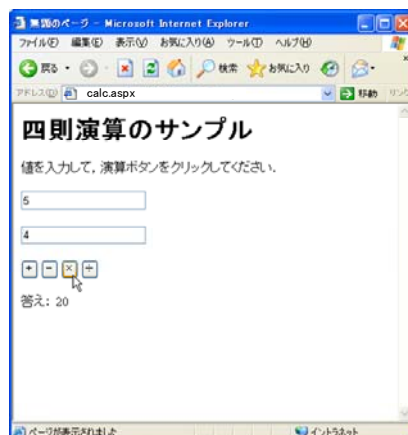 無題のページ - Microsoft Internet Explorer
ファイル(F) 編集(E) 表示(V) お気に入り(A) ツール(T) ヘルプ(H)
戻る 検索 お気に入り
アドレス(D) calc.aspx 移動 リンク
四則演算のサンプル
値を入力して, 演算ボタンをクリックしてください.
5
4
+ - × ÷
答え: 20
ページが表示されました イントラネット